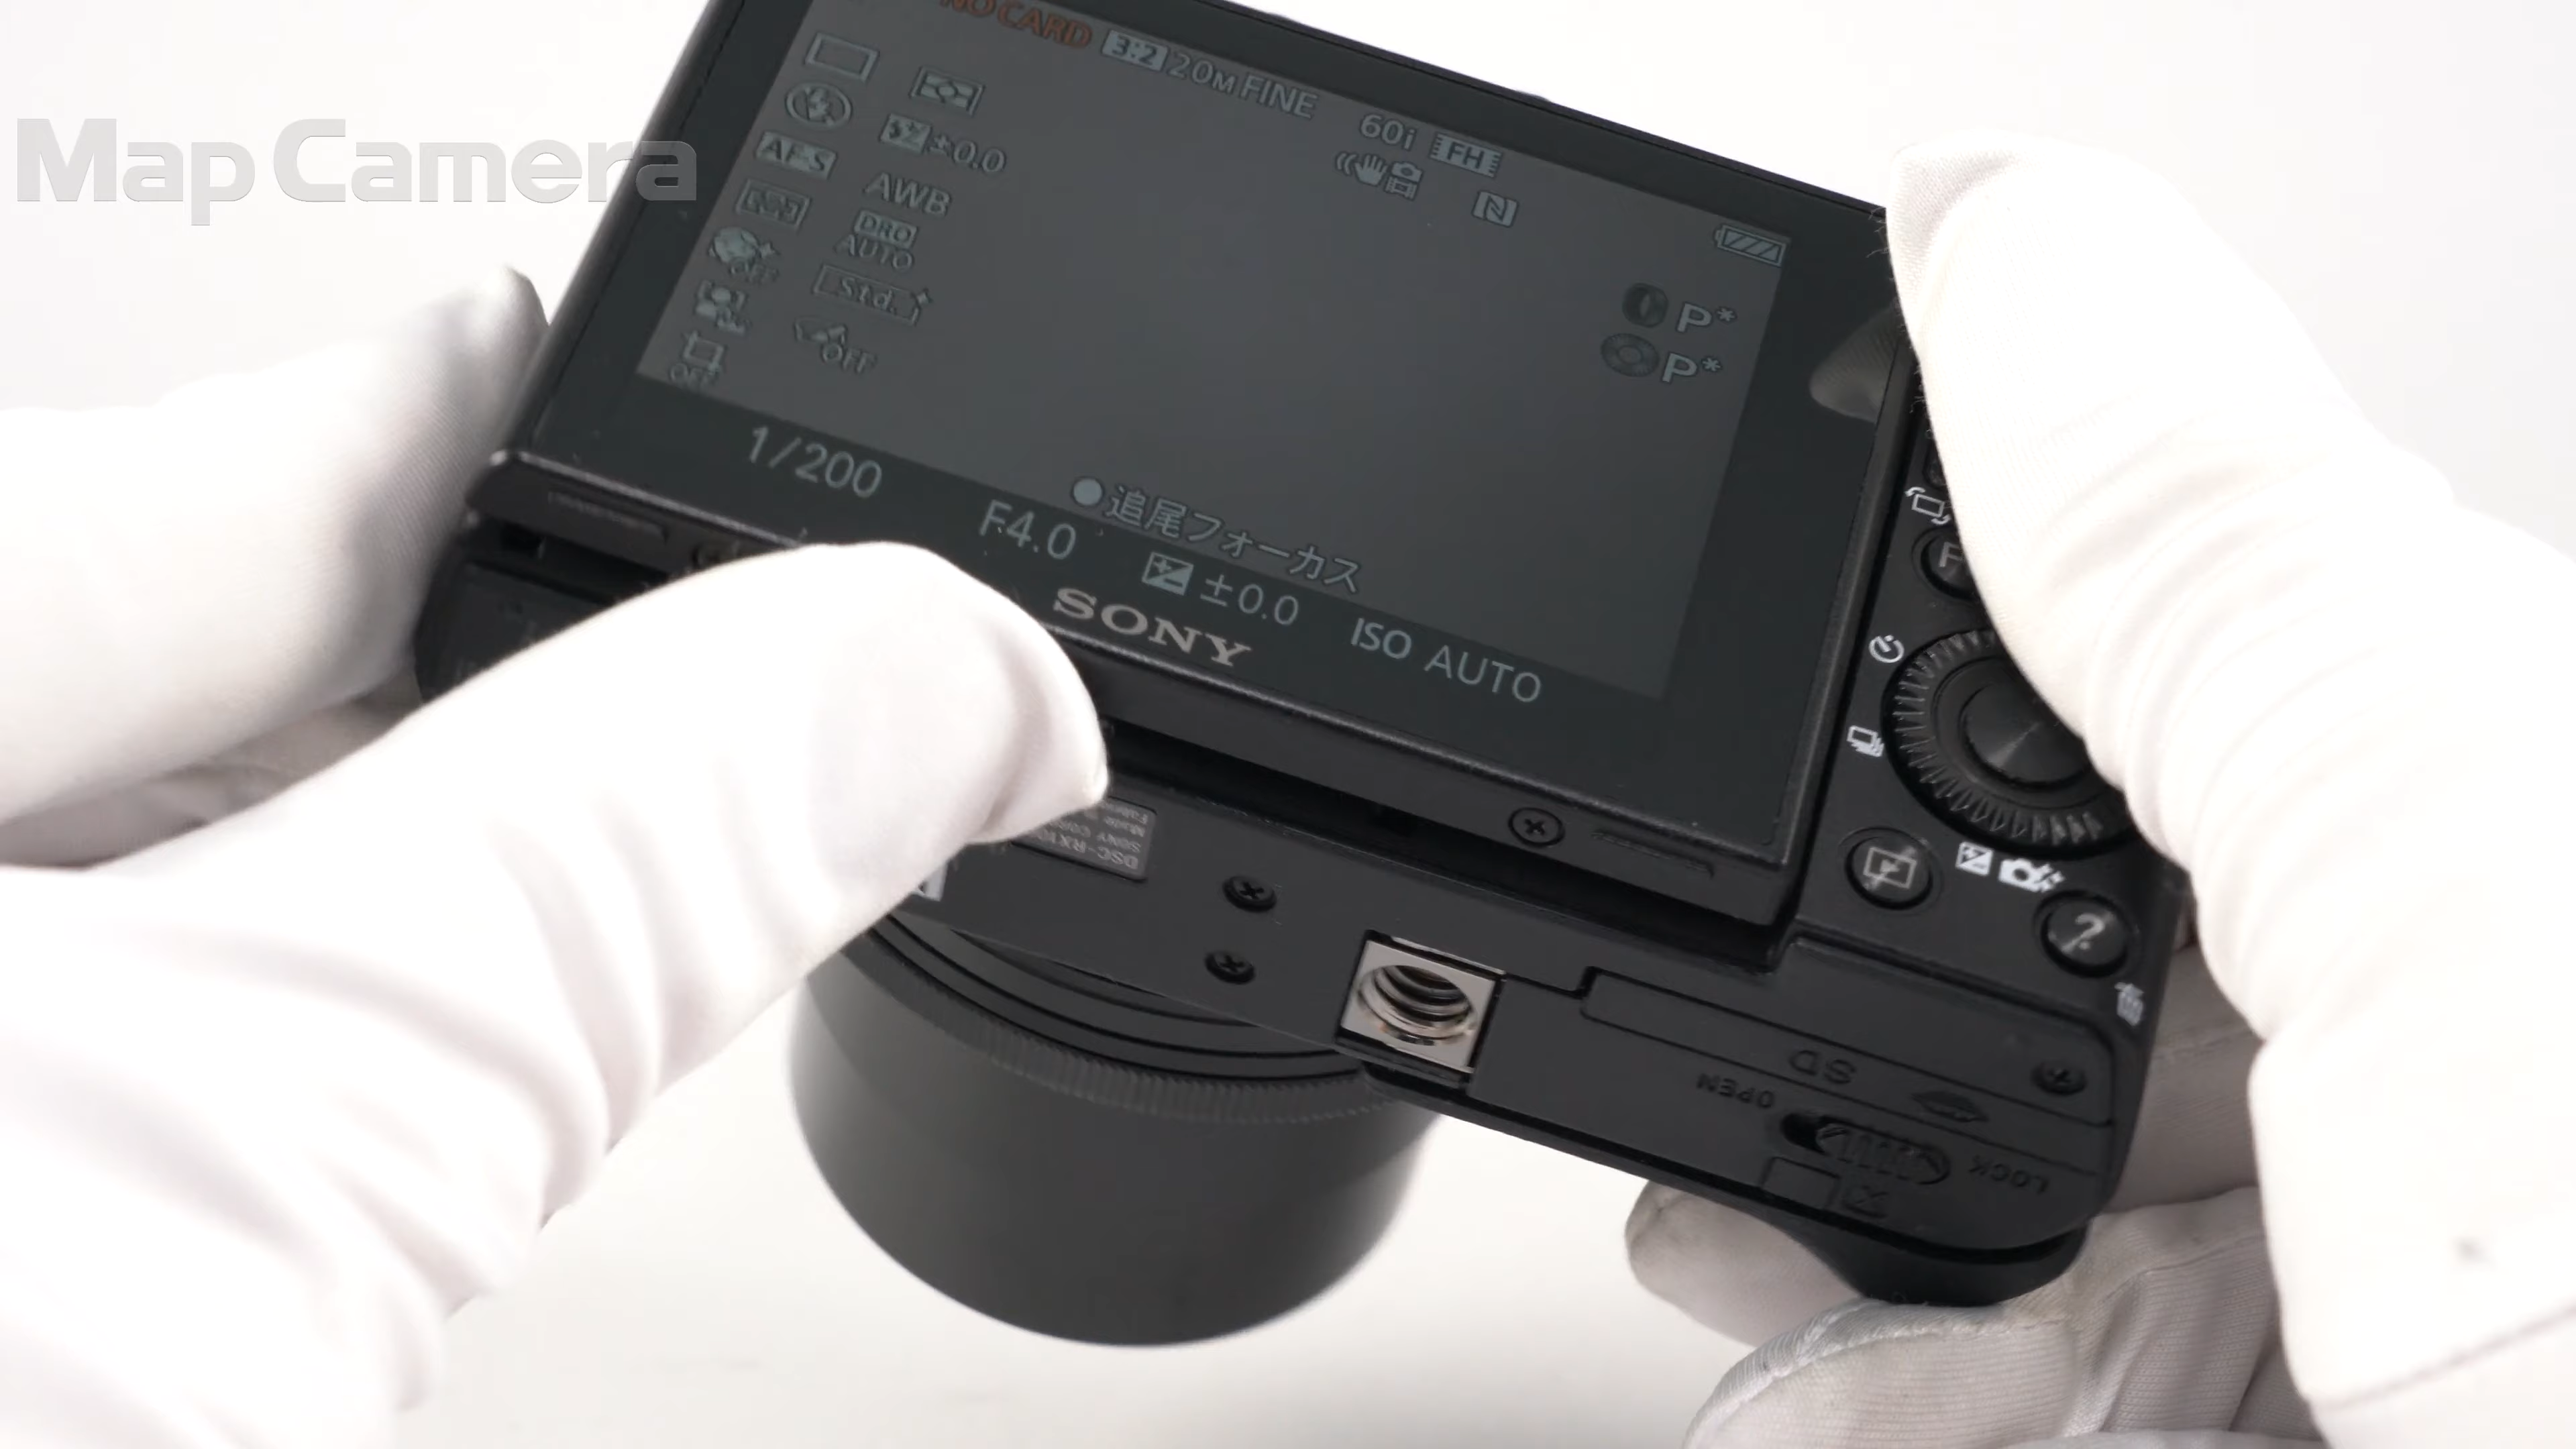 Map Camera
NO CARD 3:2 20M FINE 60i FH
AF-S ±0.0
AWB
DRO
AUTO
Std.
OFF
OFF
OFF
P*
P*
●追尾フォーカス
1/200 F4.0 ±0.0 ISO AUTO
SONY
?
SD
OPEN
LOCK